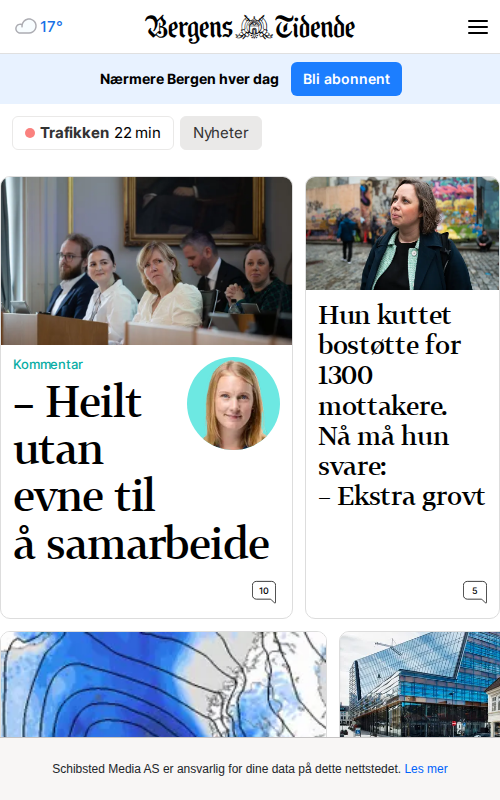 17°
Bergens Tidende
Nærmere Bergen hver dag
Bli abonnent
Trafikken 22 min
Nyheter
Kommentar
– Heilt
utan
evne til
å samarbeide
10
Hun kuttet
bostøtte for
1300
mottakere.
Nå må hun
svare:
– Ekstra grovt
5
Schibsted Media AS er ansvarlig for dine data på dette nettstedet. Les mer